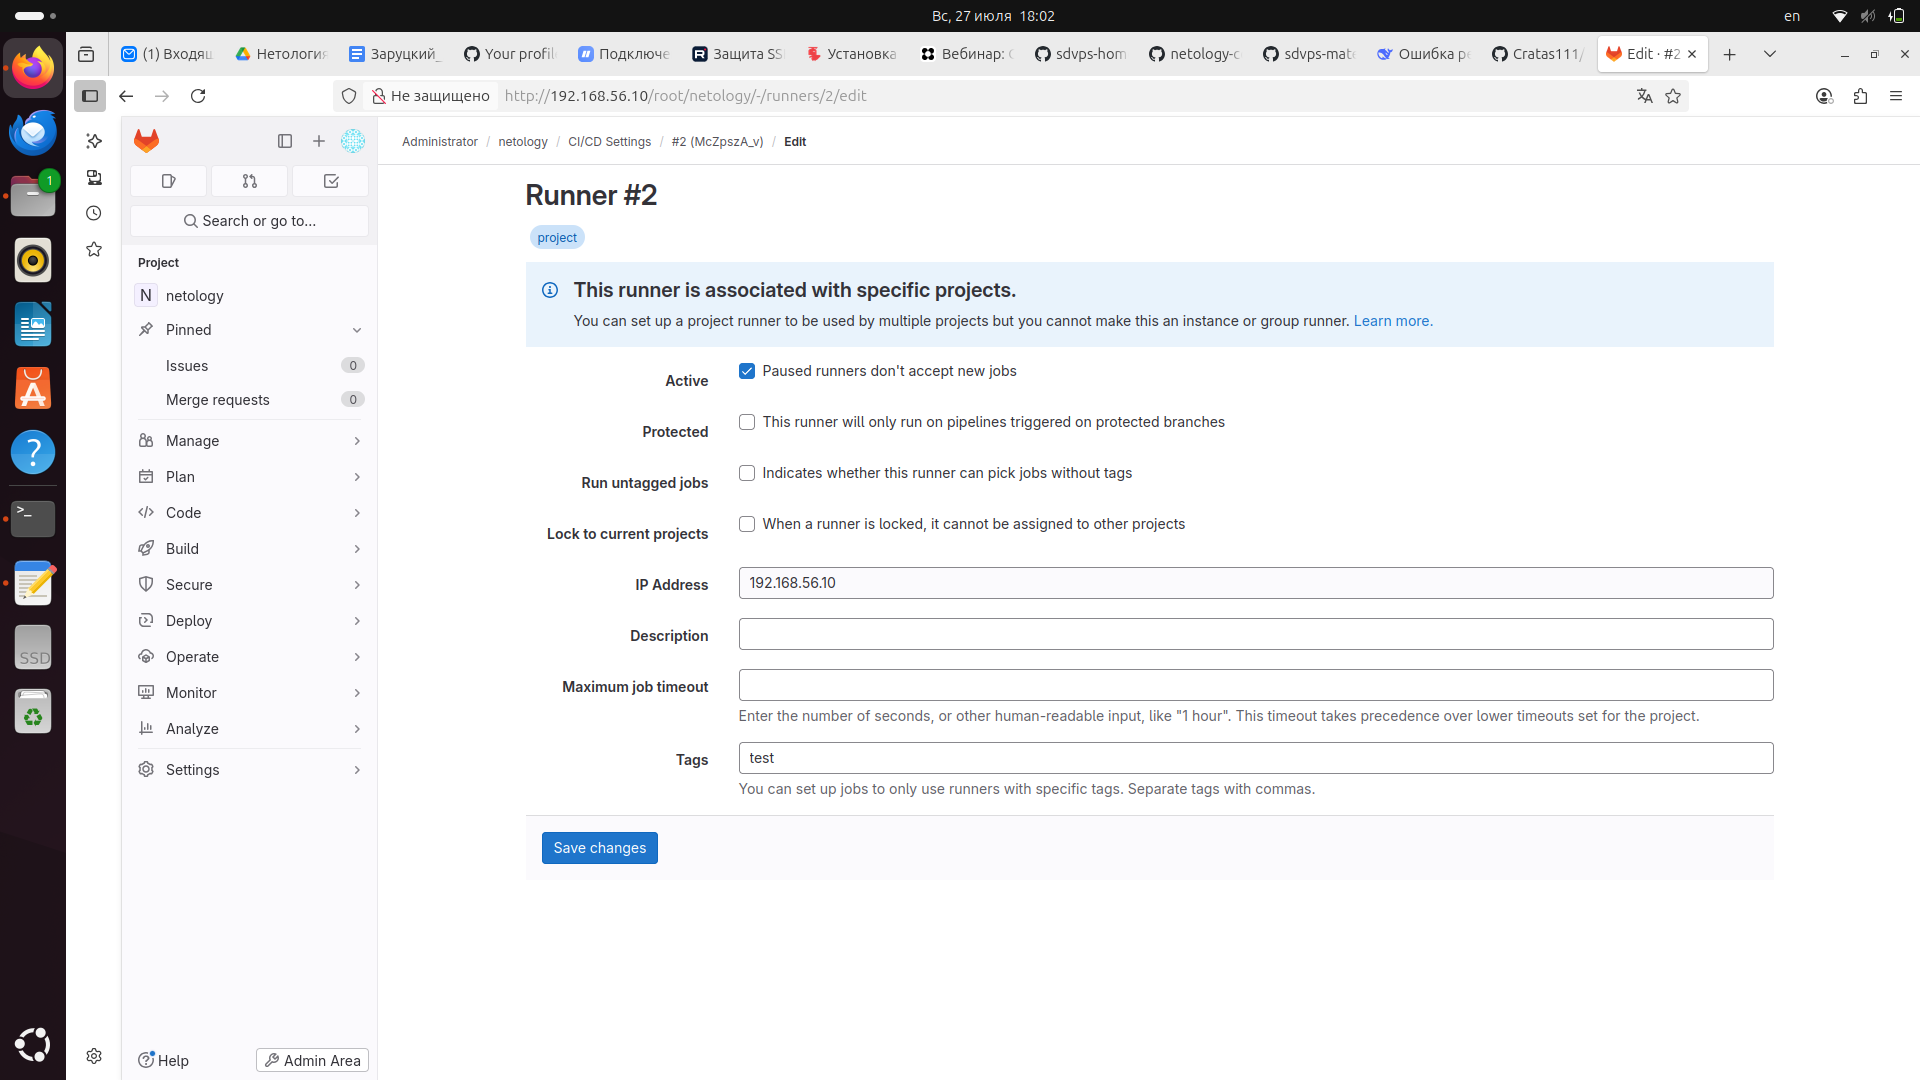 Вс, 27 июля 18:02
en
(1) Входящ
Нетология
Заруцкий_
Your profil
Подключе
Защита SS
Установка
Вебинар: С
sdvps-hom
netology-c
sdvps-mate
Ошибка ре
Cratas111/
Edit · #2
Не защищено
http://192.168.56.10/root/netology/-/runners/2/edit
1
Administrator / netology / CI/CD Settings / #2 (McZpszA_v) / Edit
Search or go to...
Project
N netology
Pinned
Issues 0
Merge requests 0
Manage
Plan
Code
Build
Secure
Deploy
Operate
Monitor
Analyze
Settings
Help
Admin Area
SSD
Runner #2
project
This runner is associated with specific projects.
You can set up a project runner to be used by multiple projects but you cannot make this an instance or group runner. Learn more.
Active
Paused runners don't accept new jobs
Protected
This runner will only run on pipelines triggered on protected branches
Run untagged jobs
Indicates whether this runner can pick jobs without tags
Lock to current projects
When a runner is locked, it cannot be assigned to other projects
IP Address
192.168.56.10
Description
Maximum job timeout
Enter the number of seconds, or other human-readable input, like "1 hour". This timeout takes precedence over lower timeouts set for the project.
Tags
test
You can set up jobs to only use runners with specific tags. Separate tags with commas.
Save changes